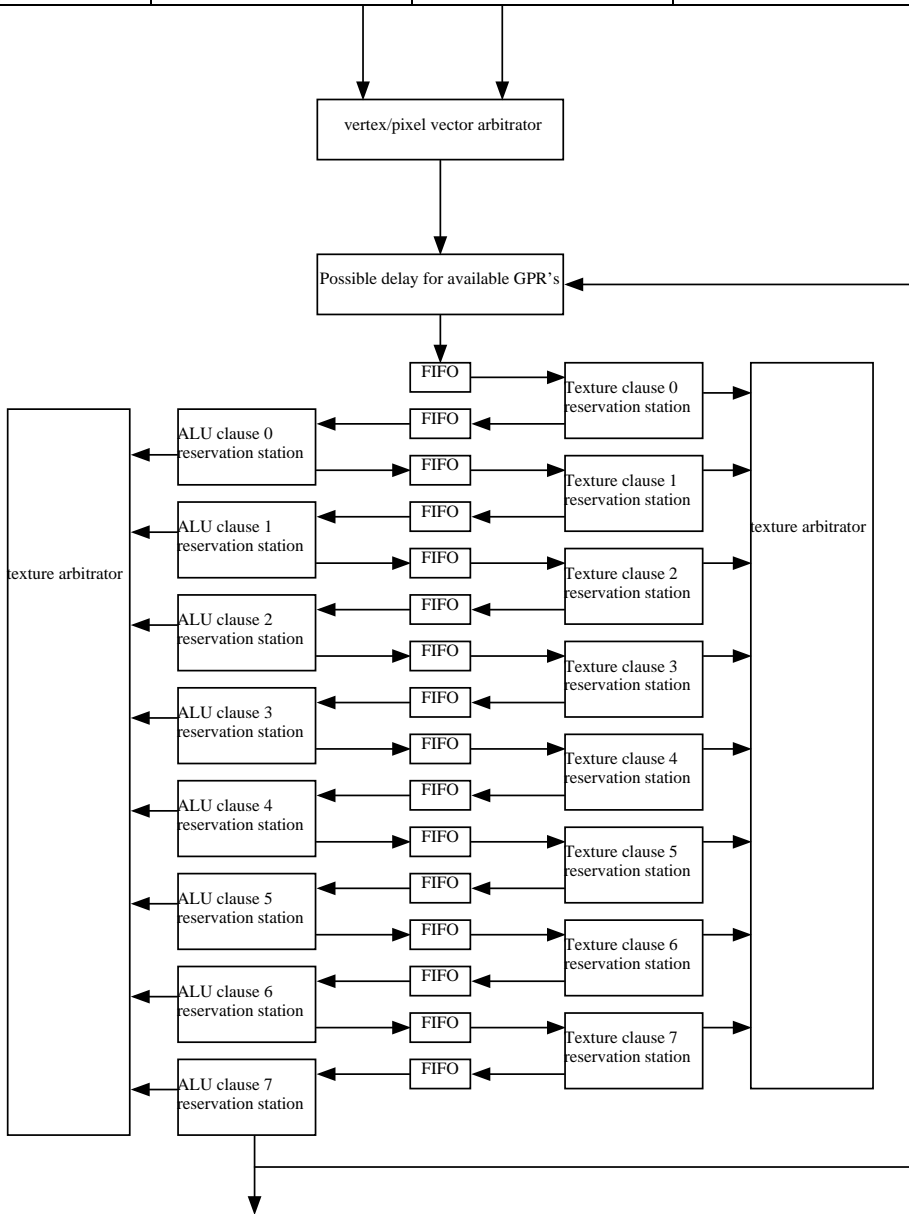 vertex/pixel vector arbitrator
Possible delay for available GPR's
FIFO
Texture clause 0
reservation station
FIFO
ALU clause 0
reservation station
FIFO
Texture clause 1
reservation station
FIFO
ALU clause 1
reservation station
texture arbitrator
texture arbitrator
FIFO
Texture clause 2
reservation station
FIFO
ALU clause 2
reservation station
FIFO
Texture clause 3
reservation station
FIFO
ALU clause 3
reservation station
FIFO
Texture clause 4
reservation station
FIFO
ALU clause 4
reservation station
FIFO
Texture clause 5
reservation station
FIFO
ALU clause 5
reservation station
FIFO
Texture clause 6
reservation station
FIFO
ALU clause 6
reservation station
FIFO
Texture clause 7
reservation station
FIFO
ALU clause 7
reservation station